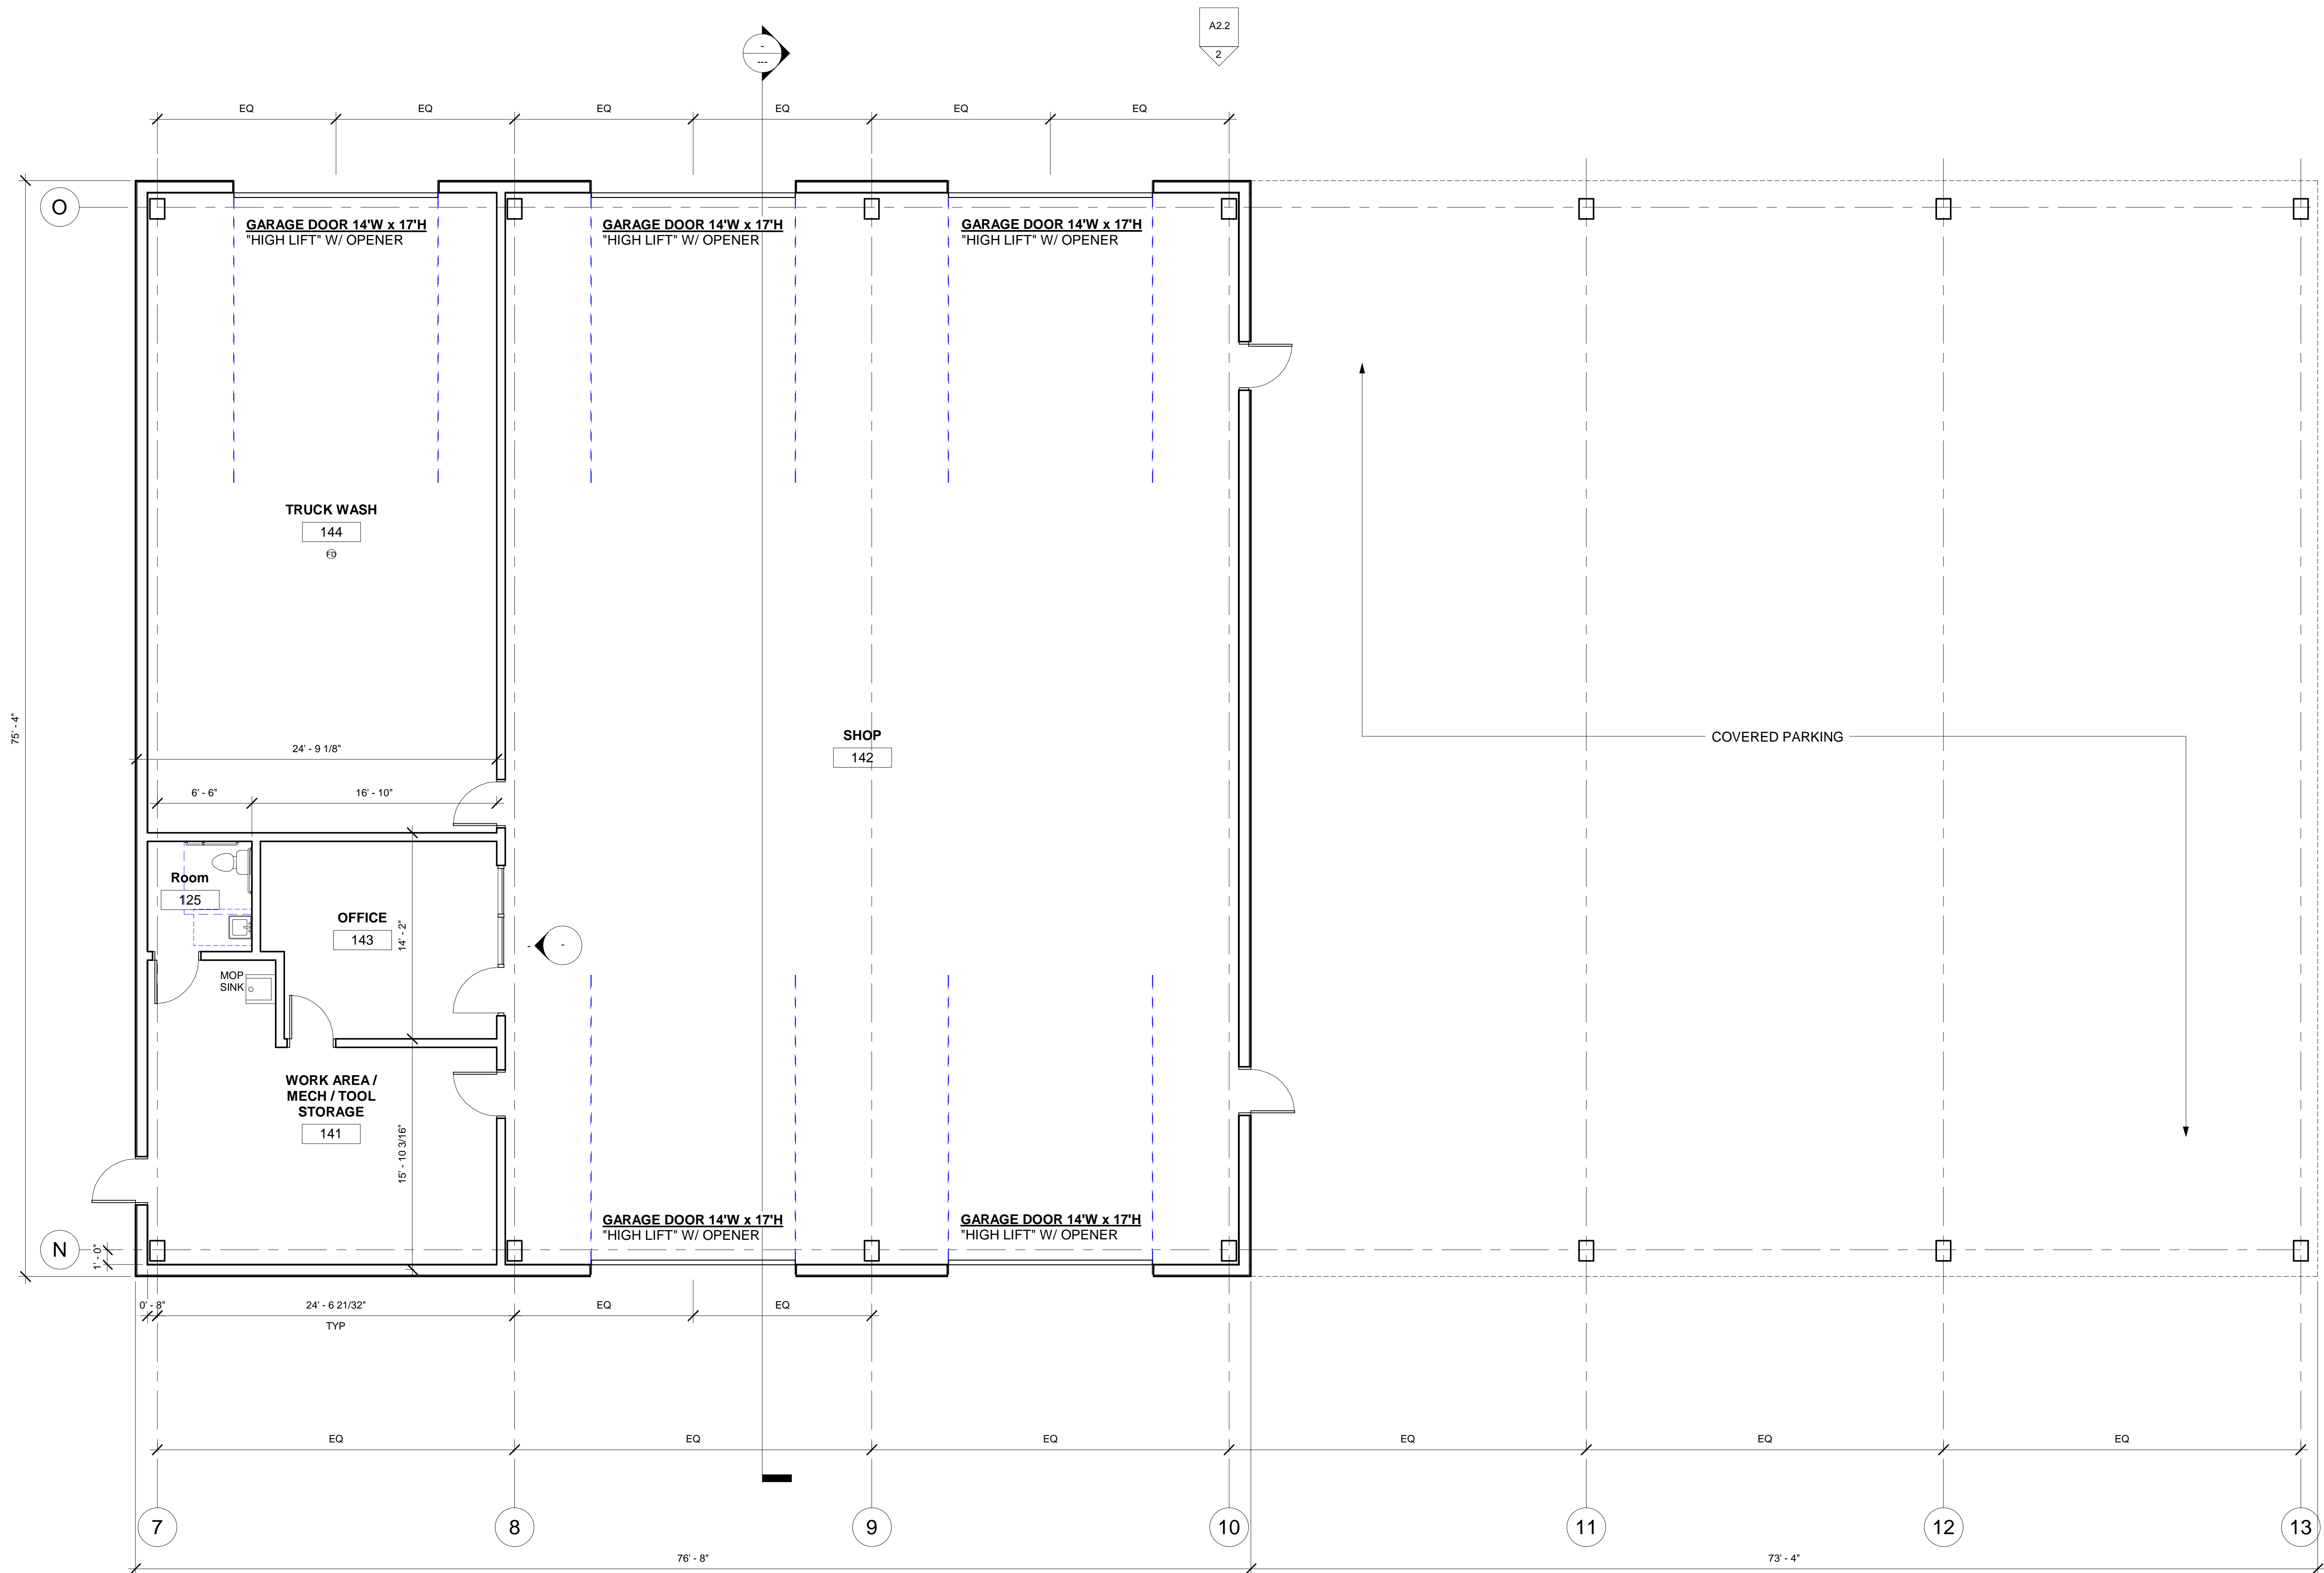 A2.2
2
-
---
EQ
EQ
EQ
EQ
EQ
EQ
O
GARAGE DOOR 14'W x 17'H
"HIGH LIFT" W/ OPENER
GARAGE DOOR 14'W x 17'H
"HIGH LIFT" W/ OPENER
GARAGE DOOR 14'W x 17'H
"HIGH LIFT" W/ OPENER
TRUCK WASH
144
FD
75' - 4"
SHOP
142
COVERED PARKING
24' - 9 1/8"
6' - 6"
16' - 10"
Room
125
OFFICE
143
14' - 2"
-
-
MOP
SINK
WORK AREA /
MECH / TOOL
STORAGE
141
15' - 10 3/16"
GARAGE DOOR 14'W x 17'H
"HIGH LIFT" W/ OPENER
GARAGE DOOR 14'W x 17'H
"HIGH LIFT" W/ OPENER
N
1' - 0"
0' - 8"
24' - 6 21/32"
TYP
EQ
EQ
EQ
EQ
EQ
EQ
EQ
EQ
7
8
9
10
11
12
13
76' - 8"
73' - 4"